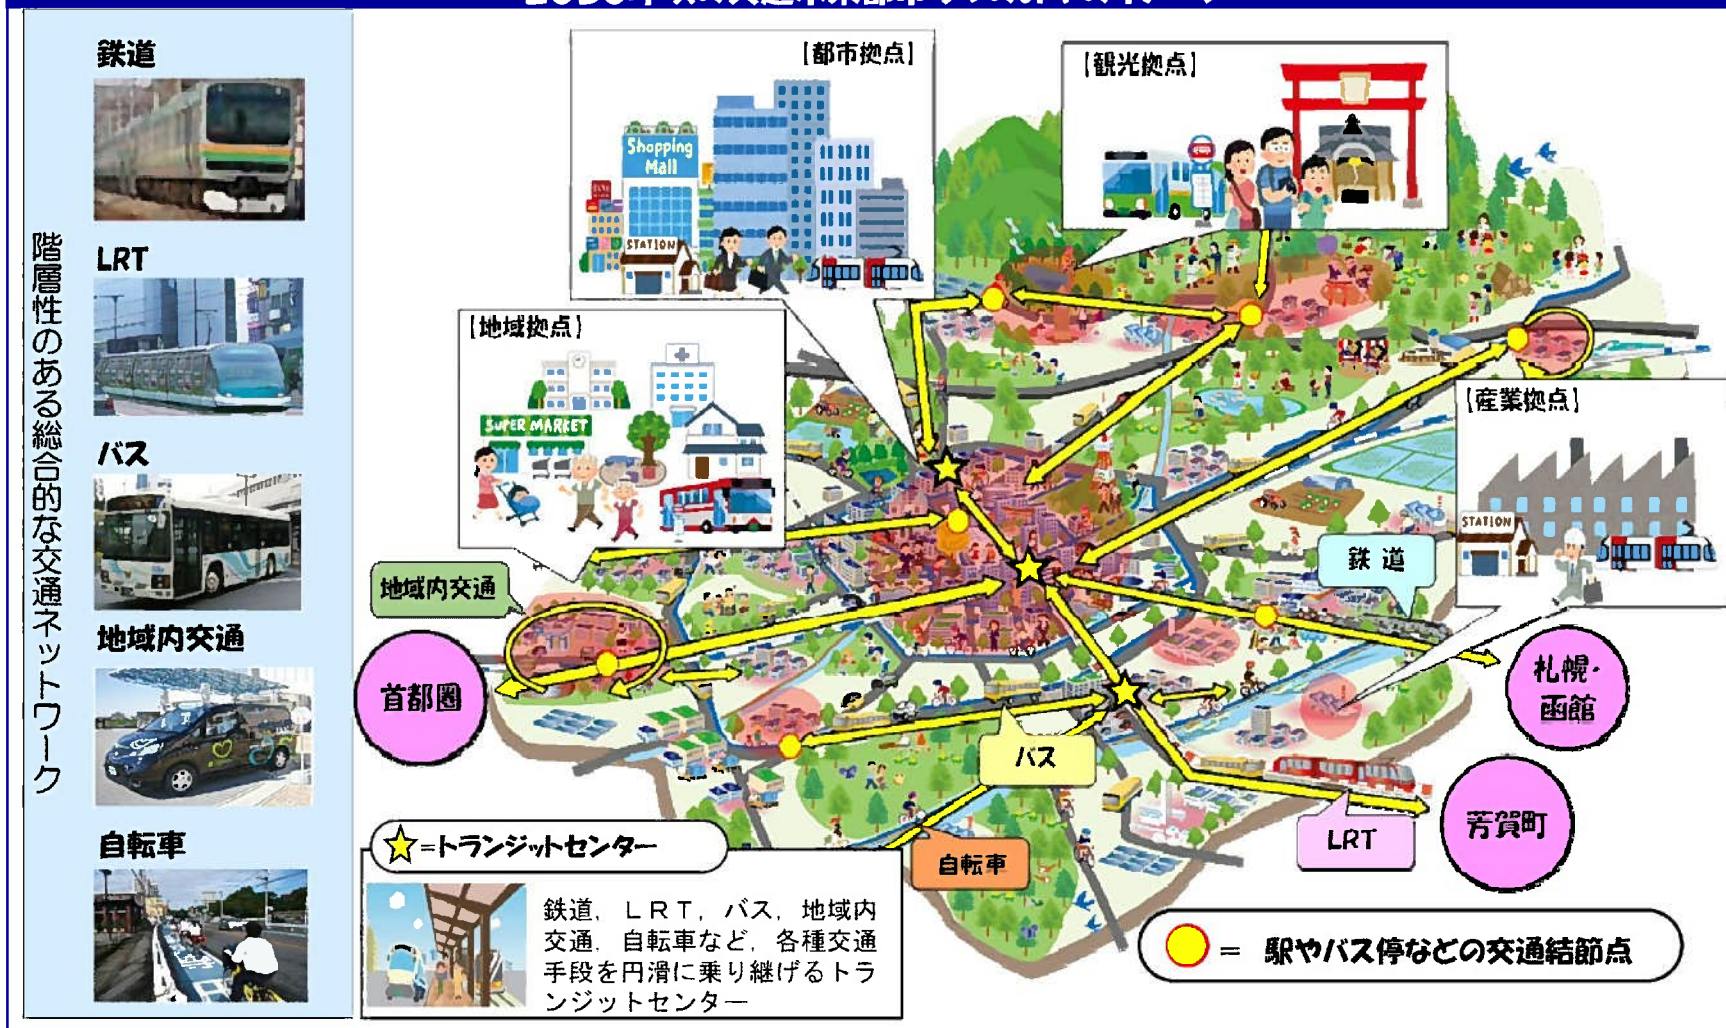 階層性のある総合的な交通ネットワーク
鉄道
LRT
バス
地域内交通
自転車
【都市拠点】
Shopping
Mall
STATION
【観光拠点】
【地域拠点】
SUPER MARKET
【産業拠点】
STATION
鉄 道
地域内交通
首都圏
札幌・
函館
バス
芳賀町
LRT
自転車
☆=トランジットセンター
鉄道，ＬＲＴ，バス，地域内
交通，自転車など，各種交通
手段を円滑に乗り継げるトラ
ンジットセンター
= 駅やバス停などの交通結節点